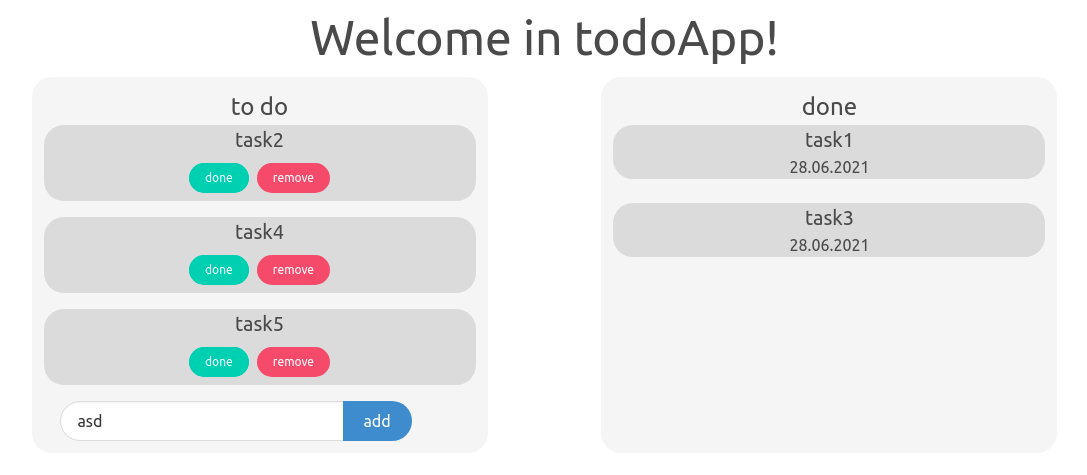 Welcome in todoApp!
to do
task2
done remove
task4
done remove
task5
done remove
asd add
done
task1
28.06.2021
task3
28.06.2021